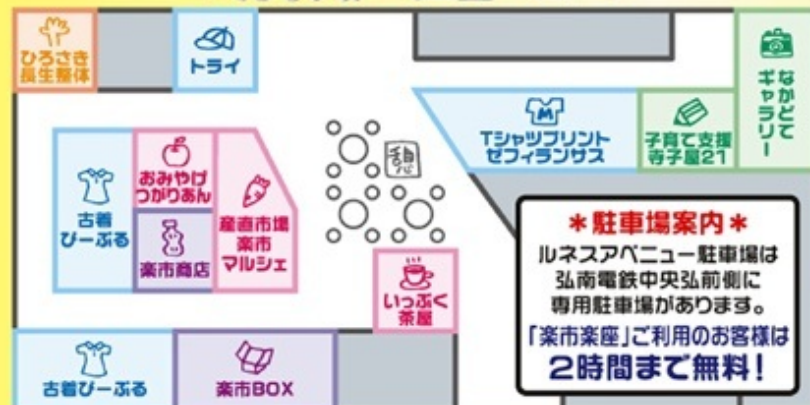 ひろさき
長生整体
トライ
Tシャツプリント
ゼフィランサス
子育て支援
寺子屋21
ながどて
ギャラリー
古着
びーぷる
おみやげ
つがりあん
楽市商店
産直市場
楽市
マルシェ
憩
いっぷく
茶屋
古着びーぷる
楽市BOX
*駐車場案内*
ルネスアベニュー駐車場は
弘南電鉄中央弘前側に
専用駐車場があります。
「楽市楽座」ご利用のお客様は
2時間まで無料!